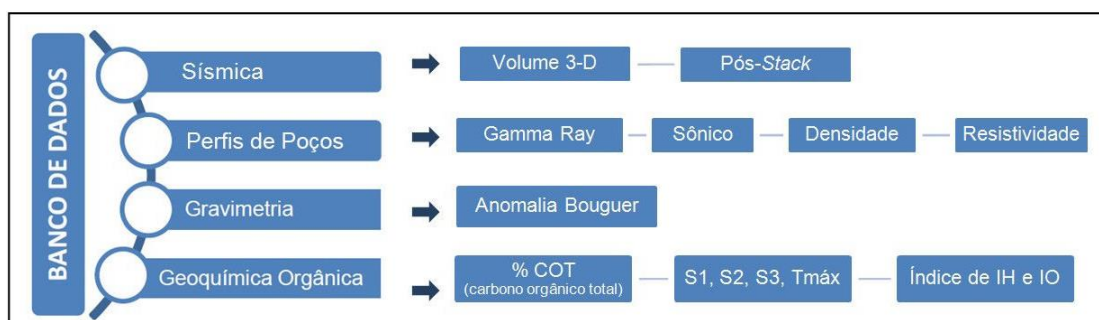 BANCO DE DADOS
Sísmica
Volume 3-D
Pós-Stack
Perfis de Poços
Gamma Ray
Sônico
Densidade
Resistividade
Gravimetria
Anomalia Bouguer
Geoquímica Orgânica
% COT
(carbono orgânico total)
S1, S2, S3, Tmáx
Índice de IH e IO